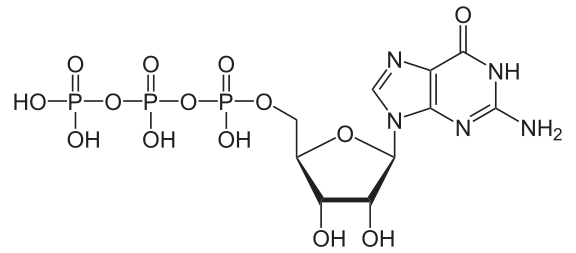 O
O O O N NH
HO P O P O P O
OH OH OH N N NH₂
O
OH OH